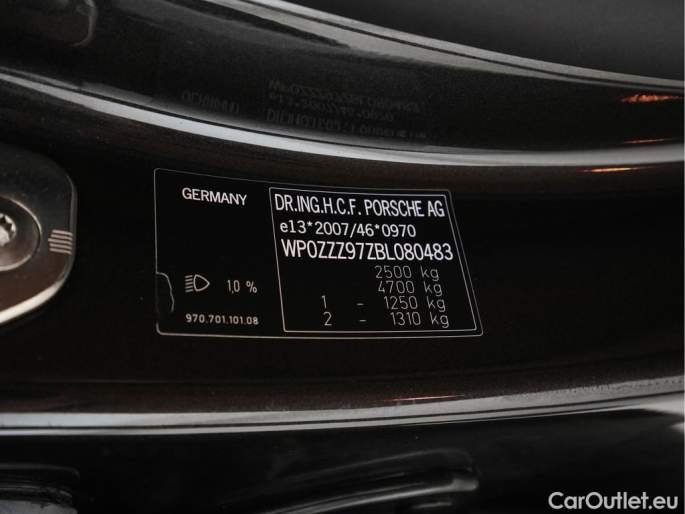 GERMANY
DR.ING.H.C.F. PORSCHE AG
e13*2007/46*0970
WP0ZZZ97ZBL080483
2500 kg
4700 kg
1 - 1250 kg
2 - 1310 kg
1,0 %
970.701.101.08
CarOutlet.eu